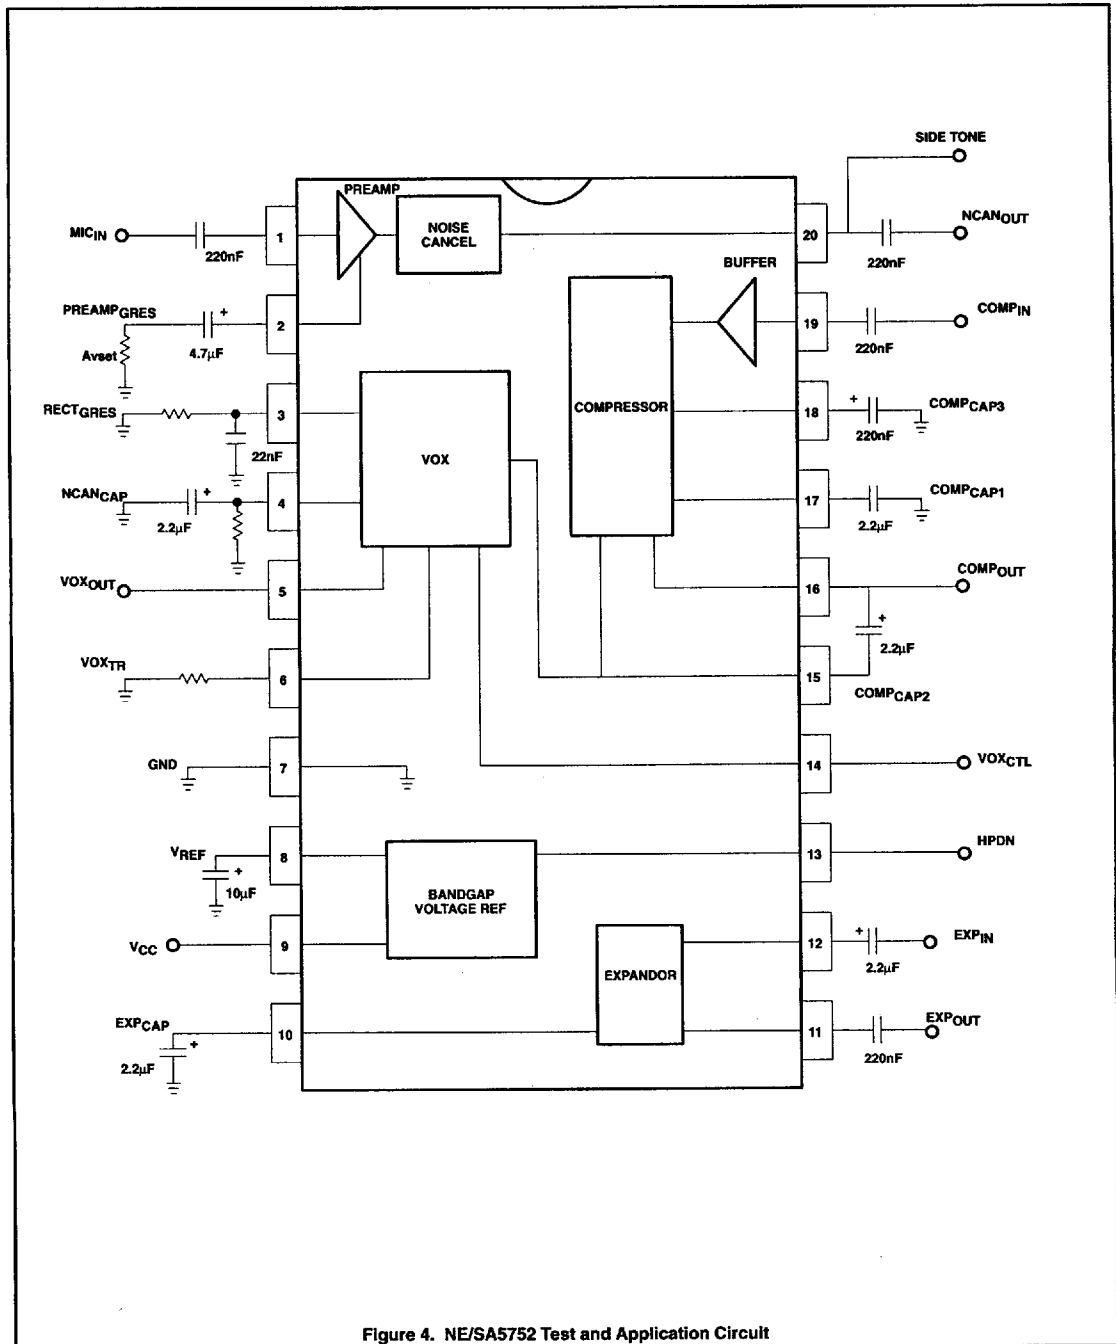 SIDE TONE
PREAMP
MICIN
220nF
1
NOISE
CANCEL
20
220nF
NCANOUT
BUFFER
PREAMPGRES
Avset
4.7µF
2
19
220nF
COMPIN
RECTGRES
22nF
3
VOX
COMPRESSOR
18
220nF
COMPCAP3
NCANCAP
2.2µF
4
17
2.2µF
COMPCAP1
VOXOUT
5
16
COMPOUT
2.2µF
VOXTR
6
15
COMPCAP2
GND
7
14
VOXCTL
VREF
10µF
8
BANDGAP
VOLTAGE REF
13
HPDN
VCC
9
12
2.2µF
EXPIN
EXPANDOR
EXPCAP
2.2µF
10
11
220nF
EXPOUT
Figure 4. NE/SA5752 Test and Application Circuit